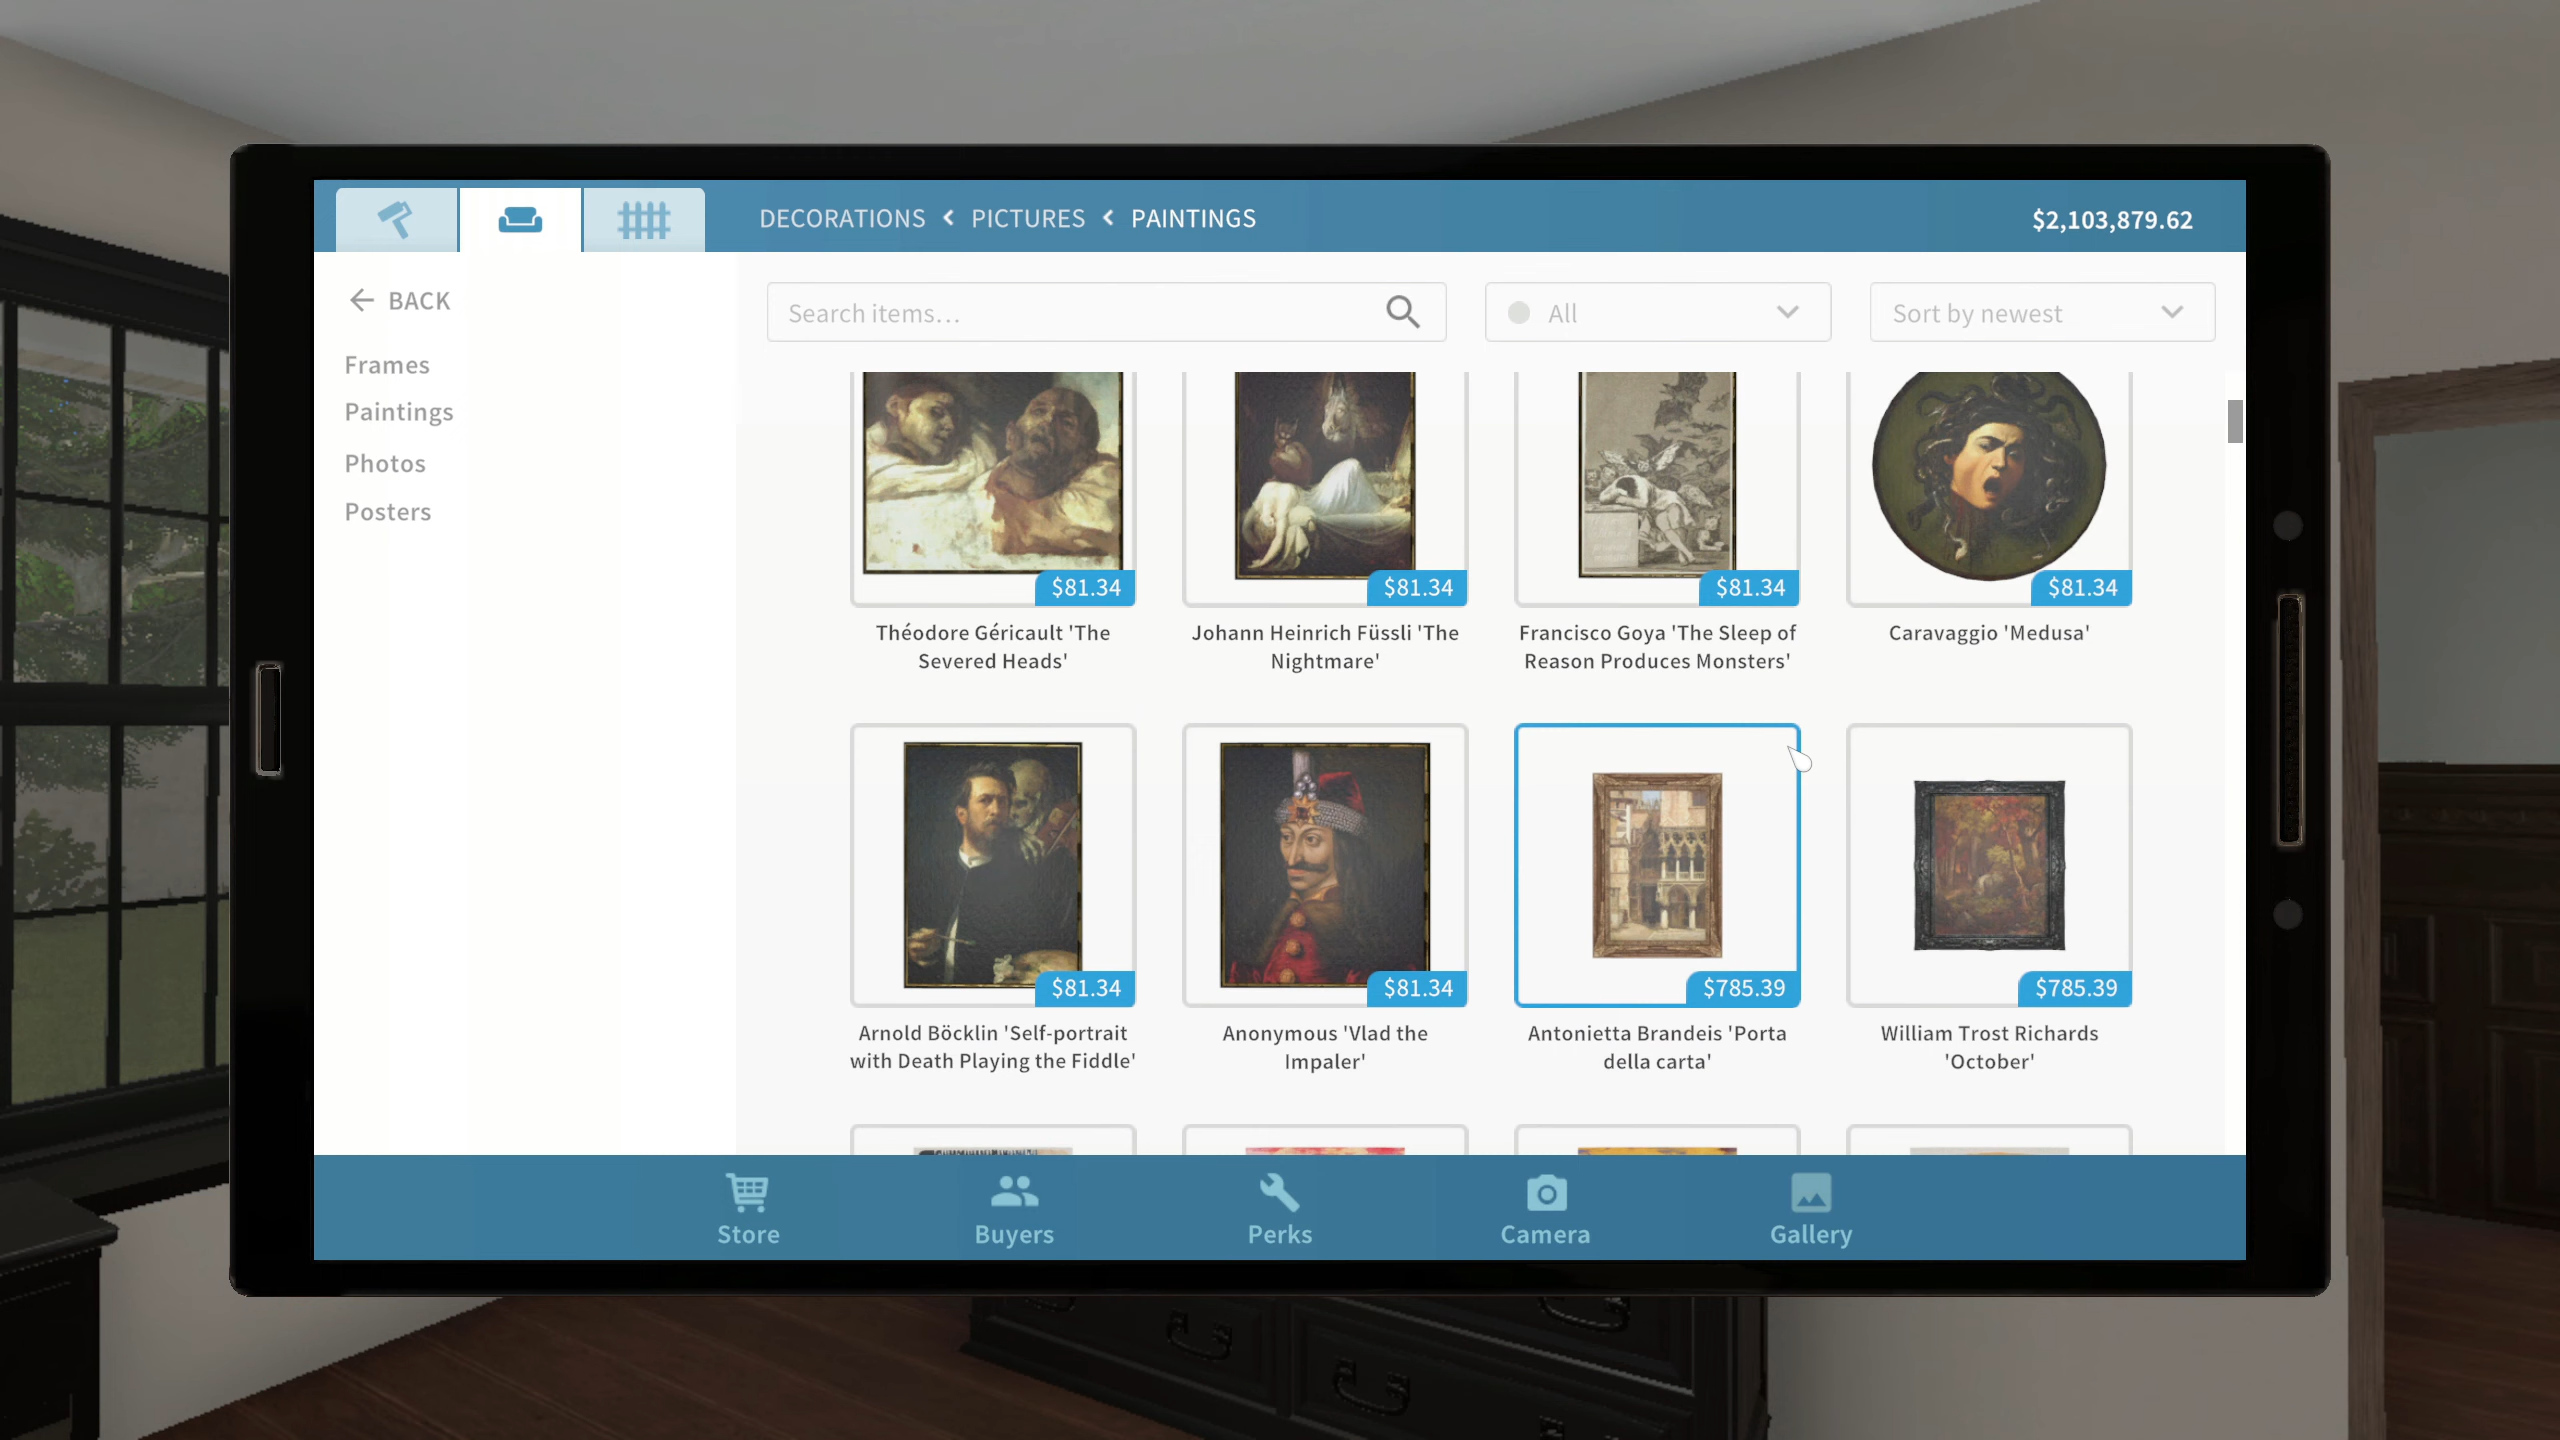 DECORATIONS < PICTURES < PAINTINGS
$2,103,879.62
BACK
Search items...
All
Sort by newest
Frames
Paintings
Photos
Posters
$81.34
$81.34
$81.34
$81.34
Théodore Géricault 'The
Severed Heads'
Johann Heinrich Füssli 'The
Nightmare'
Francisco Goya 'The Sleep of
Reason Produces Monsters'
Caravaggio 'Medusa'
$81.34
$81.34
$785.39
$785.39
Arnold Böcklin 'Self-portrait
with Death Playing the Fiddle'
Anonymous 'Vlad the
Impaler'
Antonietta Brandeis 'Porta
della carta'
William Trost Richards
'October'
Store
Buyers
Perks
Camera
Gallery